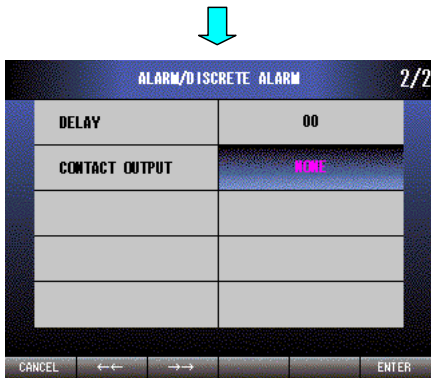 ALARM/DISCRETE ALARM 2/2
DELAY 00
CONTACT OUTPUT NONE
CANCEL ←← →→ ENTER